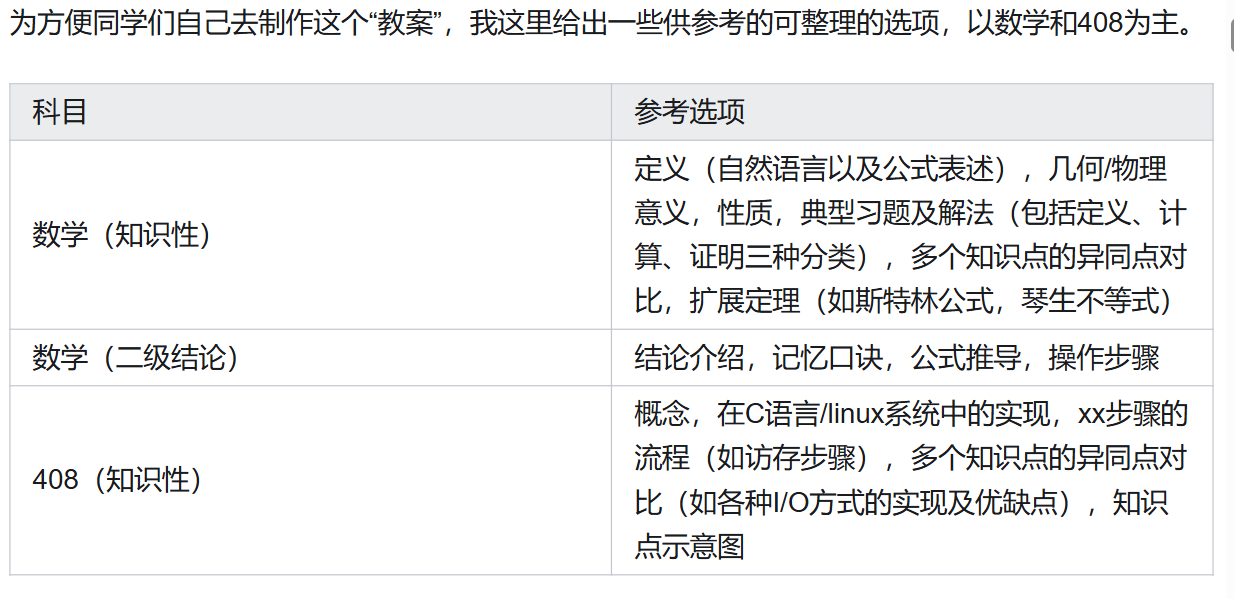 为方便同学们自己去制作这个“教案”，我这里给出一些供参考的可整理的选项，以数学和408为主。
科目
参考选项
数学（知识性）
定义（自然语言以及公式表述），几何/物理
意义，性质，典型习题及解法（包括定义、计
算、证明三种分类），多个知识点的异同点对
比，扩展定理（如斯特林公式，琴生不等式）
数学（二级结论）
结论介绍，记忆口诀，公式推导，操作步骤
408（知识性）
概念，在C语言/linux系统中的实现，xx步骤的
流程（如访存步骤），多个知识点的异同点对
比（如各种I/O方式的实现及优缺点），知识
点示意图